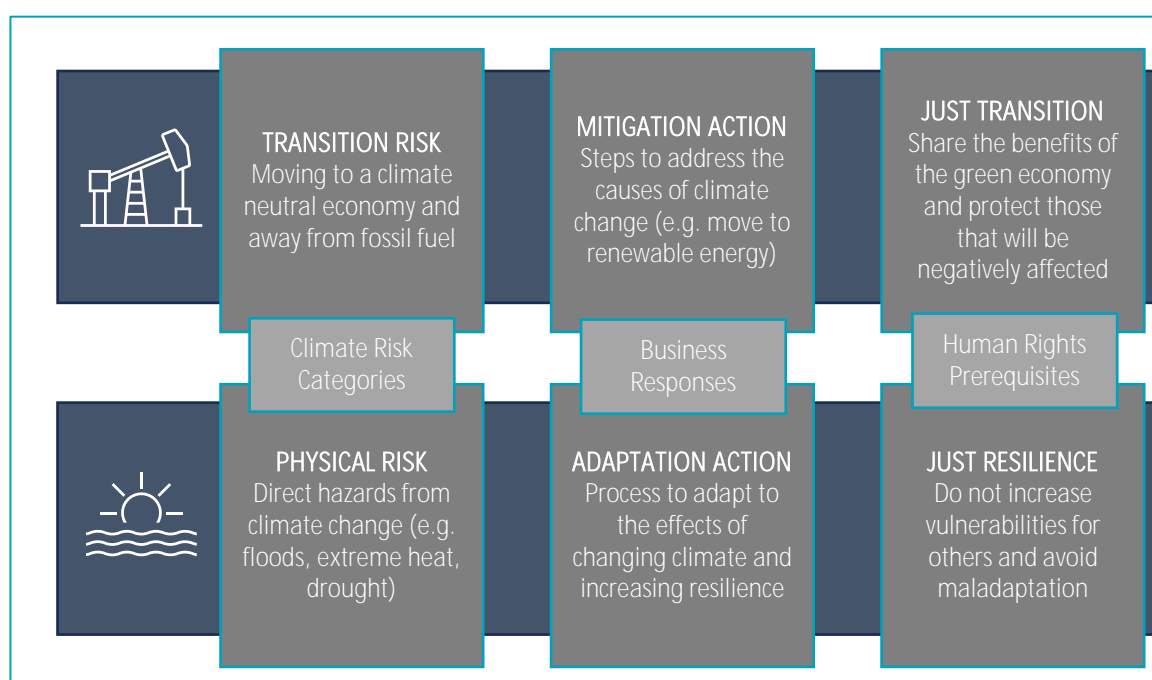 TRANSITION RISK
Moving to a climate
neutral economy and
away from fossil fuel
MITIGATION ACTION
Steps to address the
causes of climate
change (e.g. move to
renewable energy)
JUST TRANSITION
Share the benefits of
the green economy
and protect those
that will be
negatively affected
Climate Risk
Categories
Business
Responses
Human Rights
Prerequisites
PHYSICAL RISK
Direct hazards from
climate change (e.g.
floods, extreme heat,
drought)
ADAPTATION ACTION
Process to adapt to
the effects of
changing climate and
increasing resilience
JUST RESILIENCE
Do not increase
vulnerabilities for
others and avoid
maladaptation